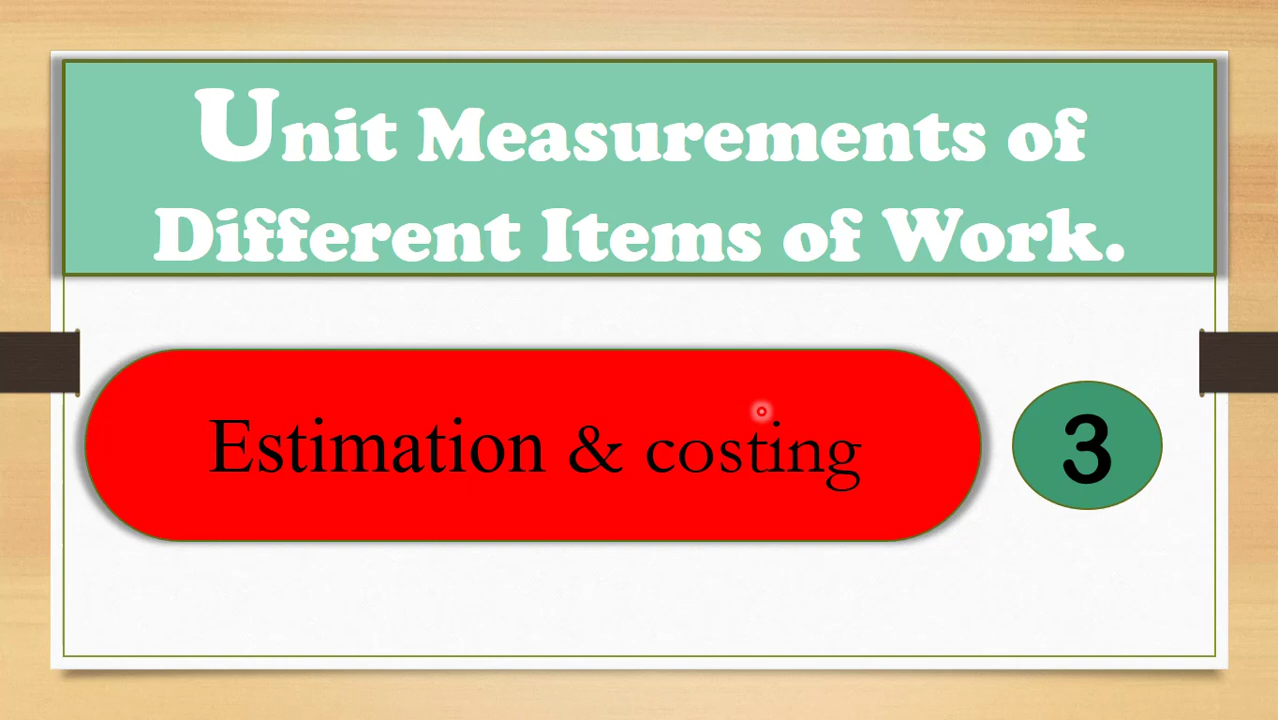 Unit Measurements of
Different Items of Work.
Estimation & costing
3